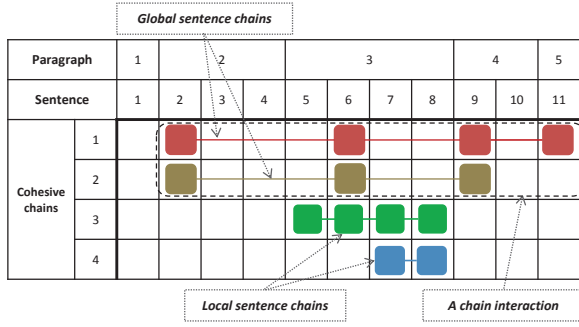 Global sentence chains
Paragraph 1 2 3 4 5
Sentence 1 2 3 4 5 6 7 8 9 10 11
Cohesive chains
1
2
3
4
Local sentence chains
A chain interaction